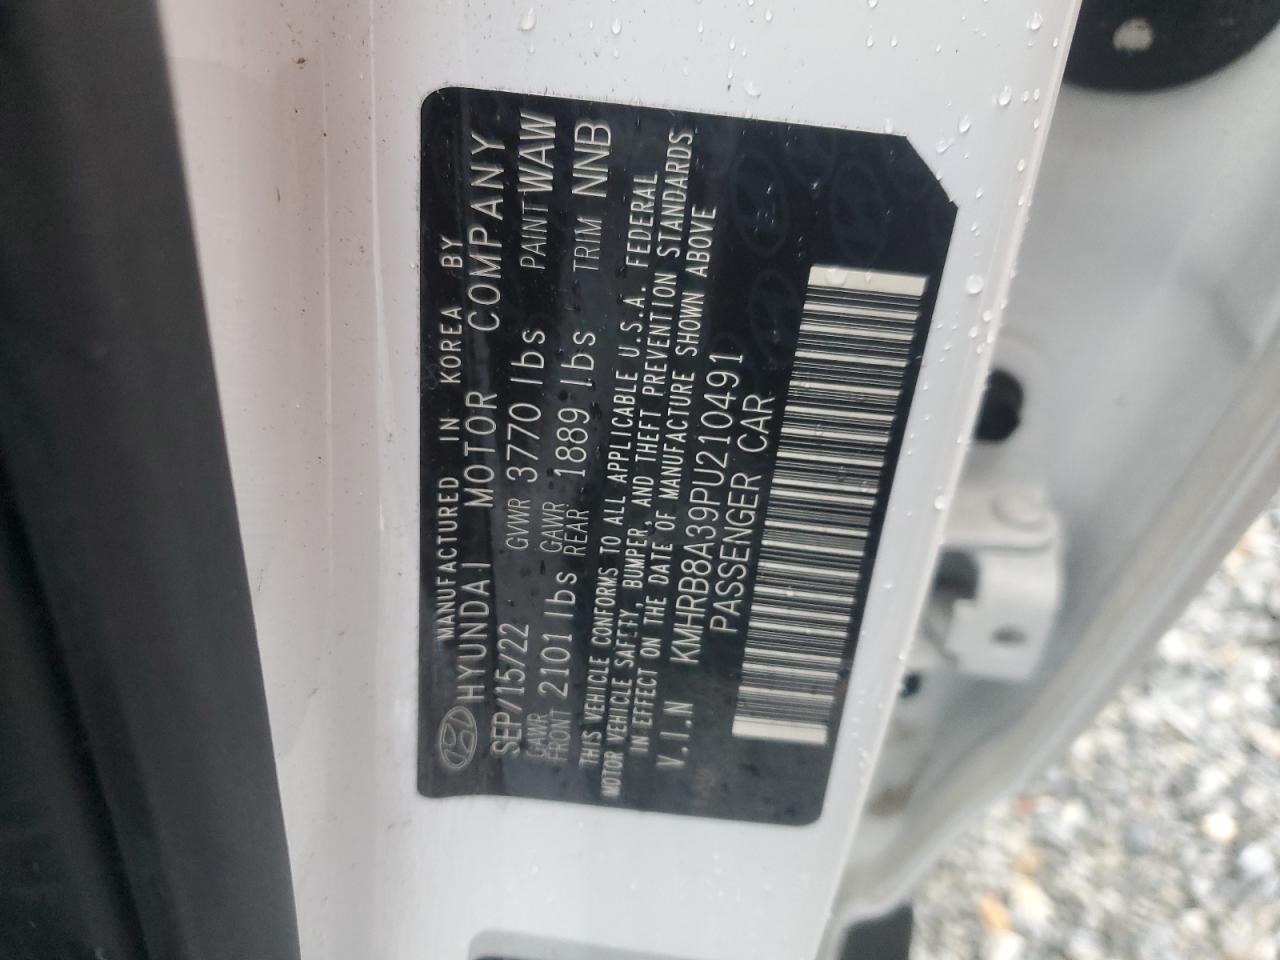 MANUFACTURED IN KOREA BY
HYUNDAI MOTOR COMPANY
SEP/15/22 GVWR 3770 lbs PAINT WAW
GAWR FRONT 2101 lbs GAWR REAR 1889 lbs TRIM NNB
THIS VEHICLE CONFORMS TO ALL APPLICABLE U.S.A. FEDERAL
MOTOR VEHICLE SAFETY, BUMPER, AND THEFT PREVENTION STANDARDS
IN EFFECT ON THE DATE OF MANUFACTURE SHOWN ABOVE
V.I.N KMHRB8A39PU210491
PASSENGER CAR